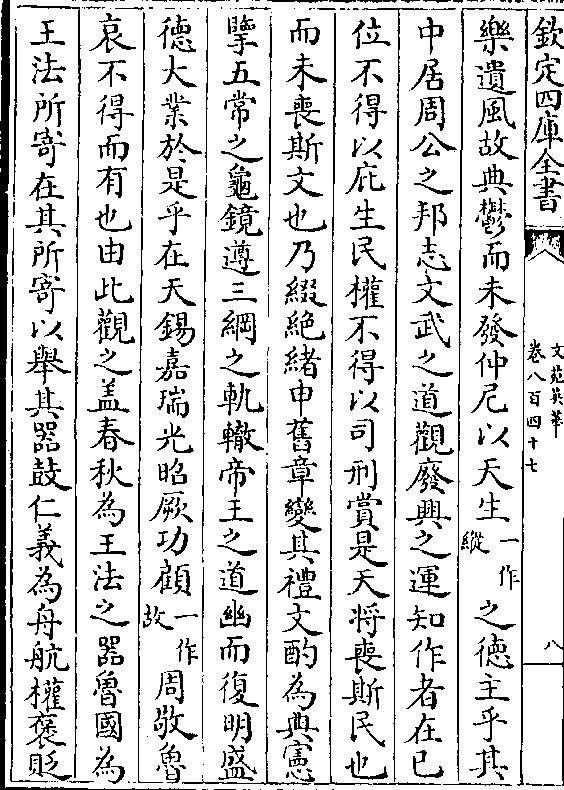 欽定四庫全書
文苑英華
卷八百四十七
八
樂遺風故典鬱而未發仲尼以天生一作縱之徳主乎其
中居周公之邦志文武之道觀廢興之運知作者在已
位不得以庇生民權不得以司刑賞是天将喪斯民也
而未喪斯文也乃綴絶緒申舊章變其禮文酌為典憲
擥五常之龜鏡遵三綱之軌轍帝王之道幽而復明盛
徳大業於是乎在天錫嘉瑞光昭厥功顧一作故周敬魯
哀不得而有也由此觀之盖春秋為王法之器魯國為
王法所寄在其所寄以舉其器鼓仁義為舟航權褒貶